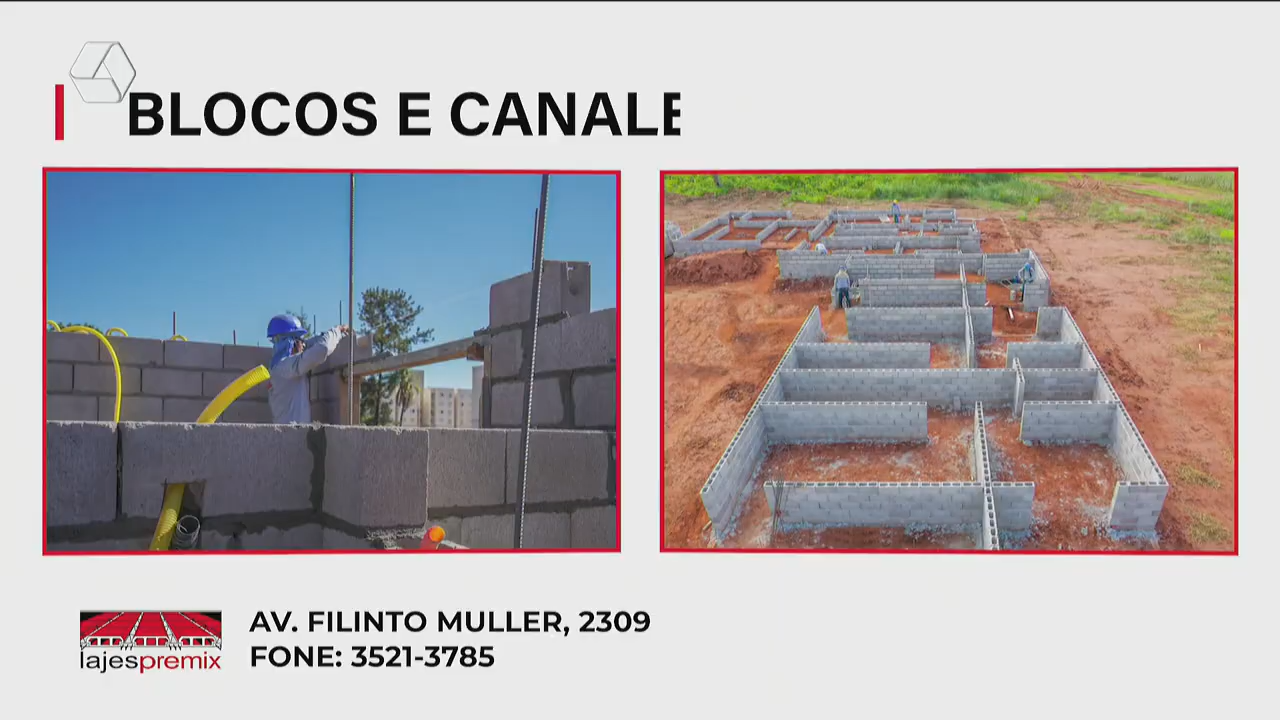 BLOCOS E CANALE
AV. FILINTO MULLER, 2309
FONE: 3521-3785
lajespremix